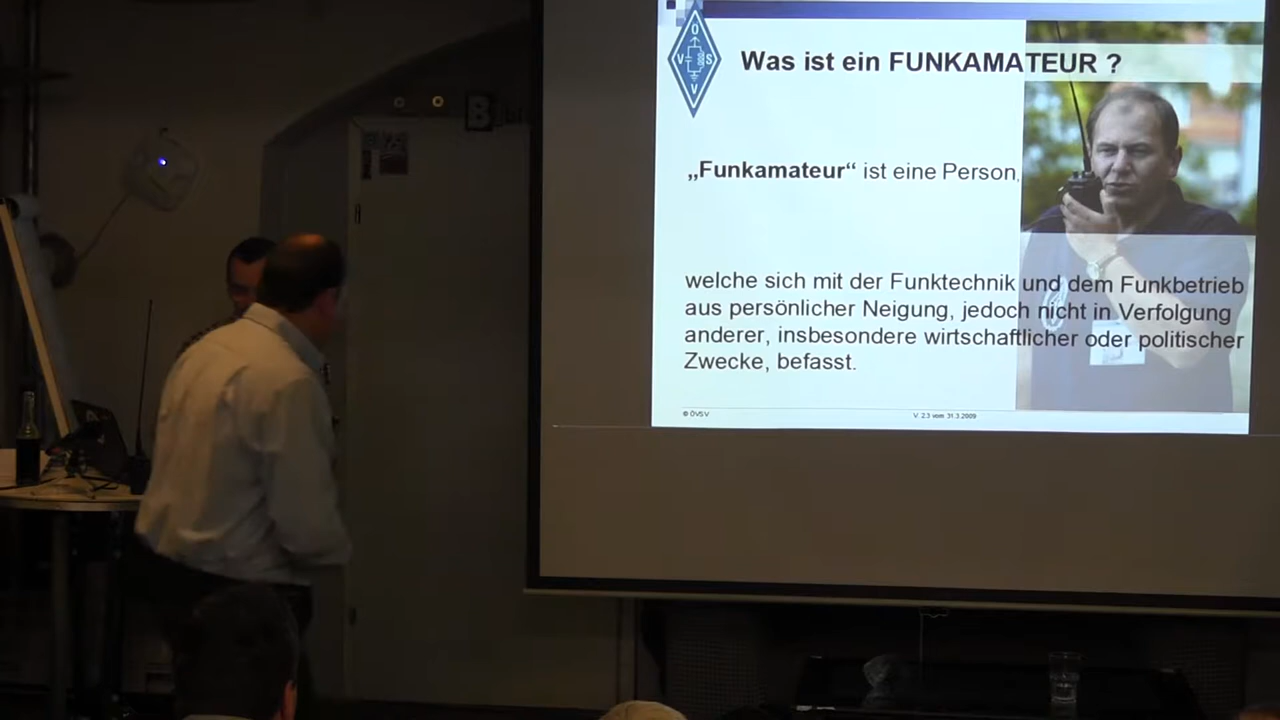 Was ist ein FUNKAMATEUR ?
Ö
V S
V
„Funkamateur“ ist eine Person,
welche sich mit der Funktechnik und dem Funkbetrieb
aus persönlicher Neigung, jedoch nicht in Verfolgung
anderer, insbesondere wirtschaftlicher oder politischer
Zwecke, befasst.
© ÖVSV
V. 2.3 vom 31.3.2009
B